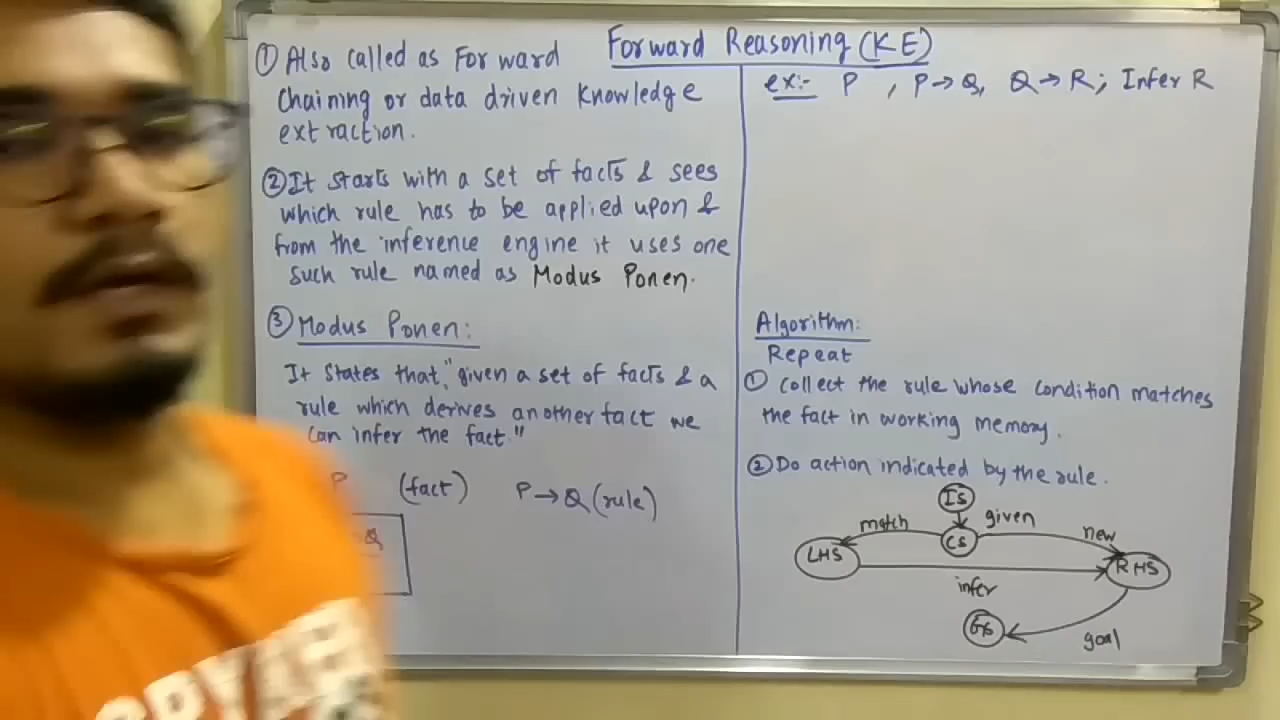 Forward Reasoning (KE)
① Also called as Forward
Chaining or data driven Knowledge
extraction.
② It starts with a set of facts & sees
which rule has to be applied upon &
from the inference engine it uses one
such rule named as Modus Ponen.
③ Modus Ponen:
It states that "given a set of facts & a
rule which derives another fact we
can infer the fact."
P (fact) P → Q (rule)
Q
ex:- P , P → Q, Q → R; Infer R
Algorithm:
Repeat
① Collect the rule whose condition matches
the fact in working memory.
② Do action indicated by the rule.
IS
match CS given new
LHS RHS
infer
GS goal